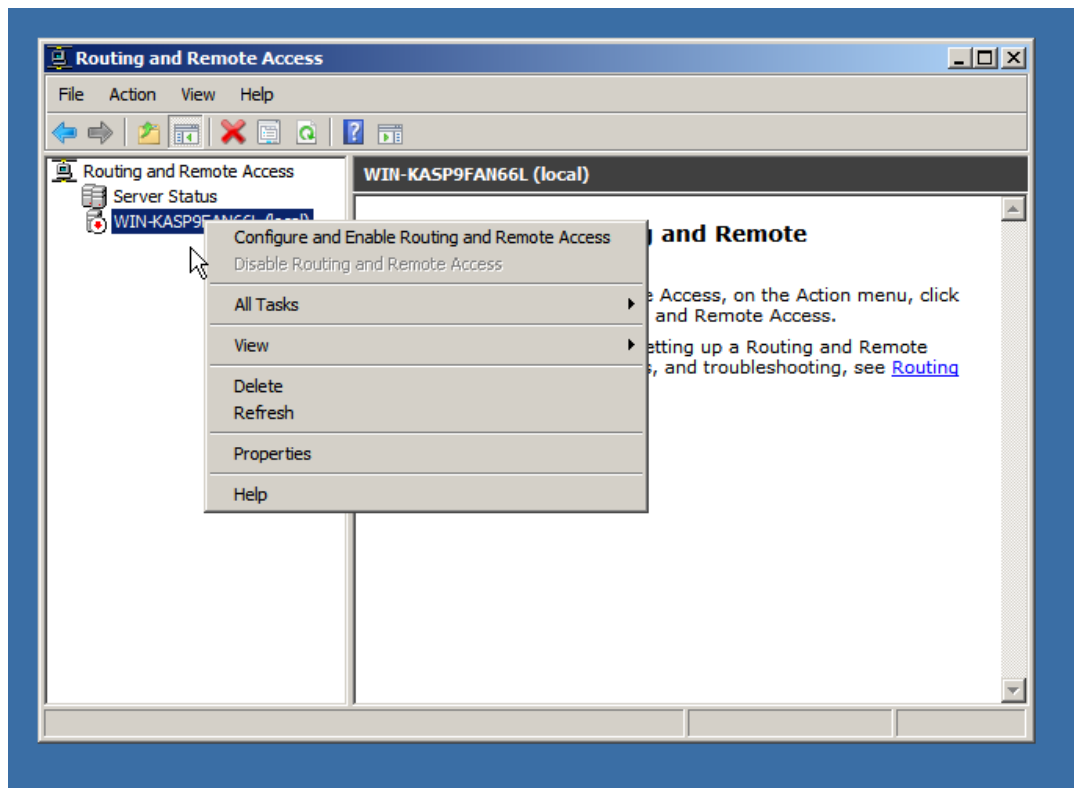 Routing and Remote Access
File Action View Help
Routing and Remote Access
Server Status
WIN-KASP9FAN66L (local)
WIN-KASP9FAN66L (local)
Configure and Enable Routing and Remote Access
Disable Routing and Remote Access
All Tasks
View
Delete
Refresh
Properties
Help
and Remote
Access, on the Action menu, click
and Remote Access.
etting up a Routing and Remote
, and troubleshooting, see Routing